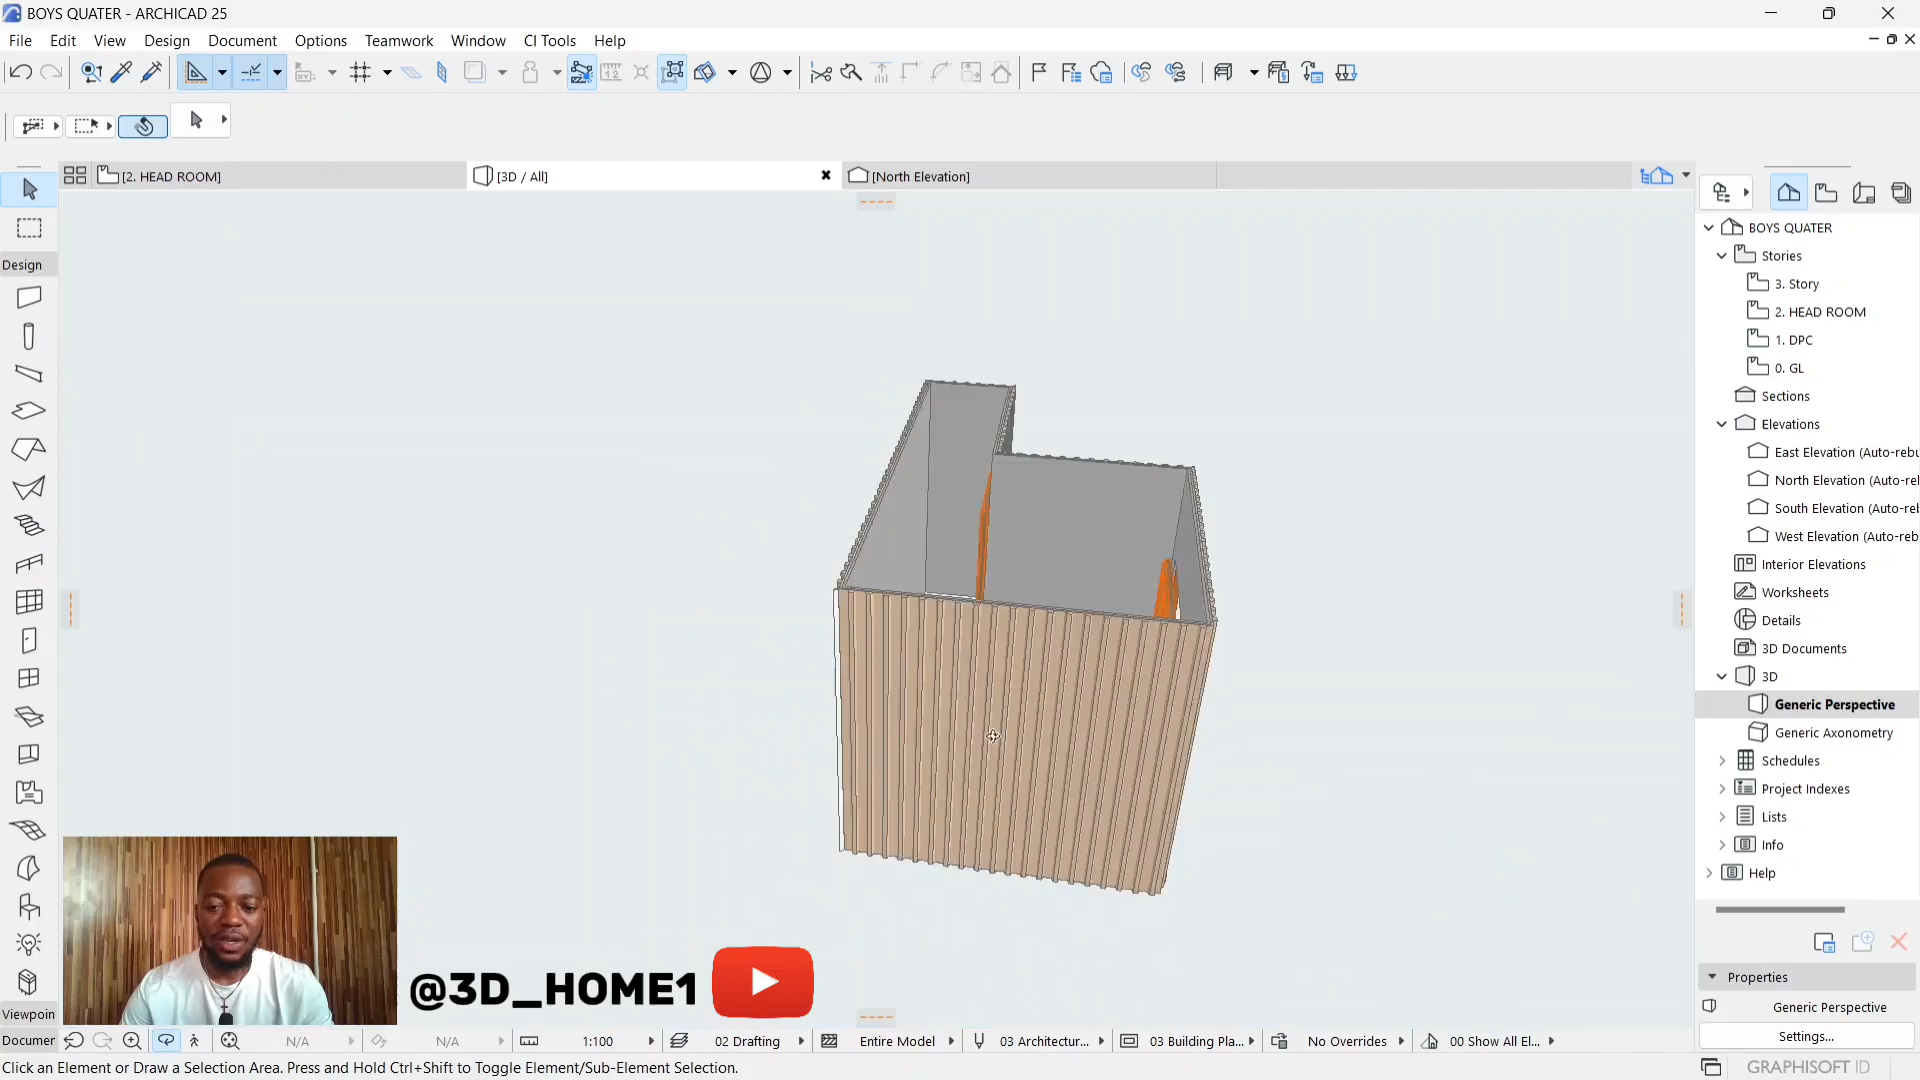 BOYS QUATER - ARCHICAD 25
File Edit View Design Document Options Teamwork Window CI Tools Help
[2. HEAD ROOM] [3D / All] [North Elevation]
Design
BOYS QUATER
Stories
3. Story
2. HEAD ROOM
1. DPC
0. GL
Sections
Elevations
East Elevation (Auto-rebu
North Elevation (Auto-rel
South Elevation (Auto-rel
West Elevation (Auto-reb
Interior Elevations
Worksheets
Details
3D Documents
3D
Generic Perspective
Generic Axonometry
Schedules
Project Indexes
Lists
Info
Help
Properties
Generic Perspective
Settings...
@3D_HOME1
Viewpoin
Documer
N/A N/A 1:100 02 Drafting Entire Model 03 Architectur... 03 Building Pla... No Overrides 00 Show All El...
Click an Element or Draw a Selection Area. Press and Hold Ctrl+Shift to Toggle Element/Sub-Element Selection.
GRAPHISOFT ID